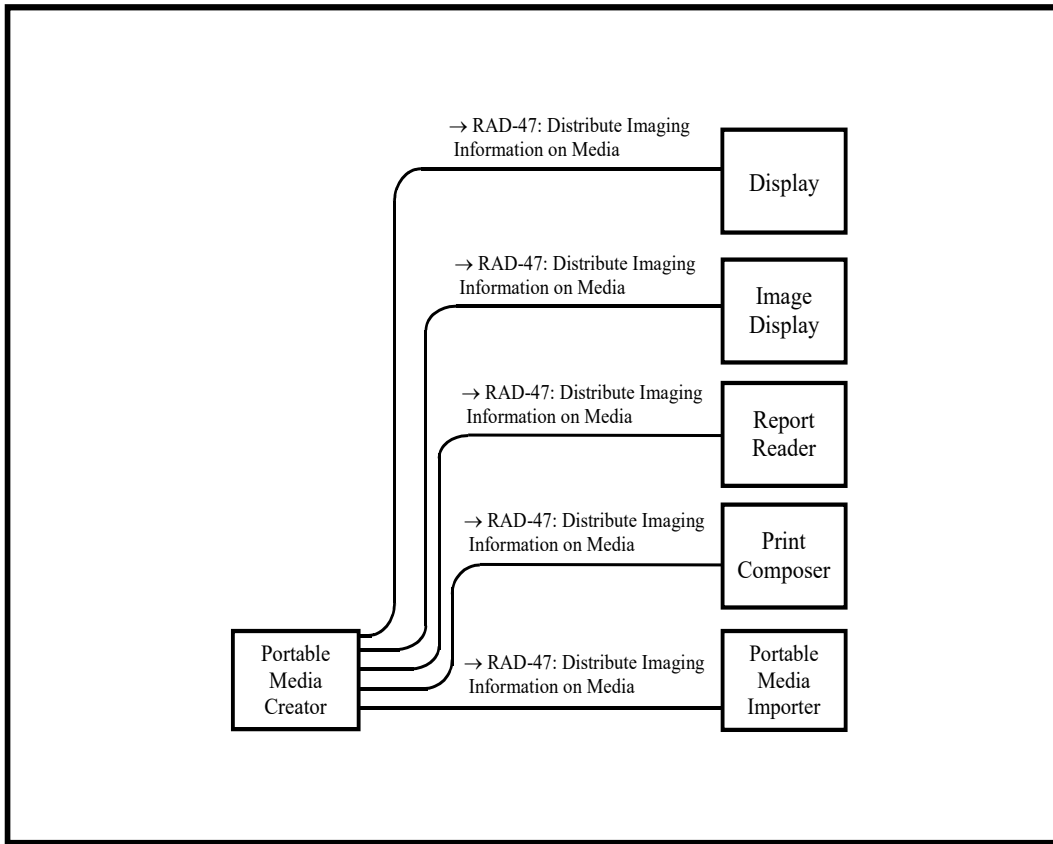 → RAD-47: Distribute Imaging
Information on Media
Display
→ RAD-47: Distribute Imaging
Information on Media
Image
Display
→ RAD-47: Distribute Imaging
Information on Media
Report
Reader
→ RAD-47: Distribute Imaging
Information on Media
Print
Composer
Portable
Media
Creator
→ RAD-47: Distribute Imaging
Information on Media
Portable
Media
Importer